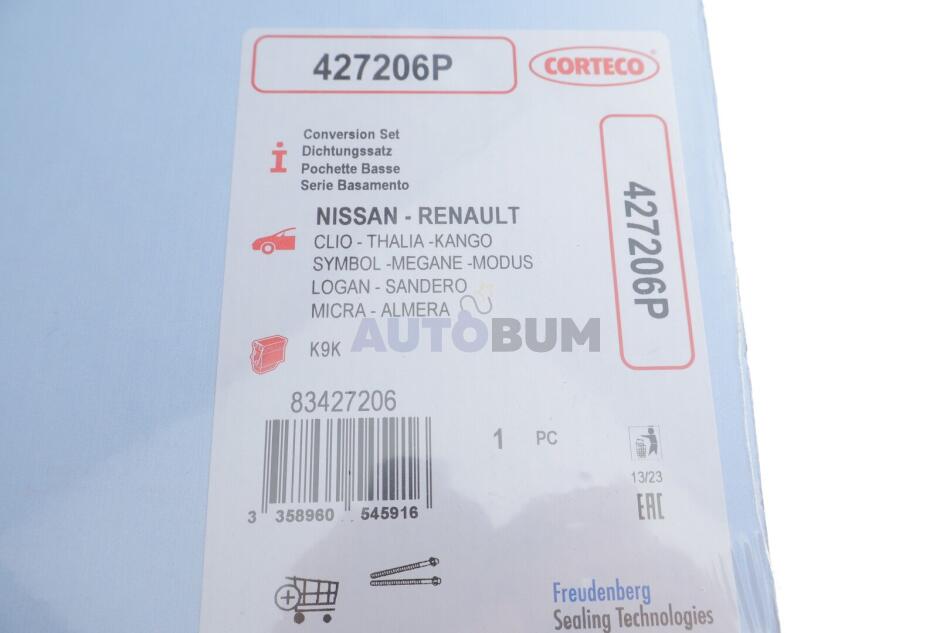 427206P
CORTECO
Conversion Set
Dichtungssatz
Pochette Basse
Serie Basamento
427206P
NISSAN - RENAULT
CLIO - THALIA -KANGO
SYMBOL -MEGANE -MODUS
LOGAN - SANDERO
MICRA - ALMERA
AUTOBUM
K9K
83427206
1 PC
13/23
3 358960 545916
EAC
Freudenberg
Sealing Technologies